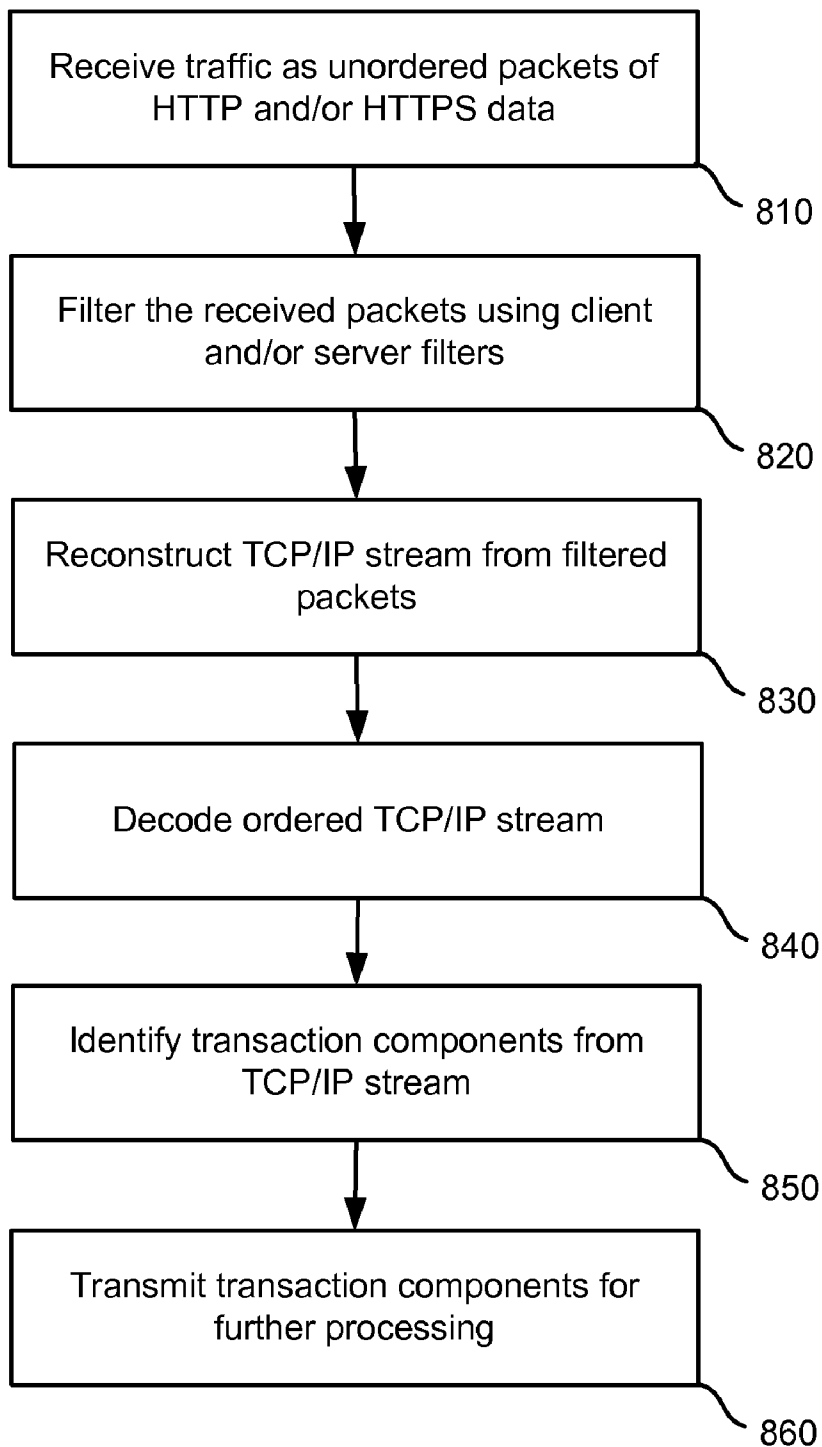 Receive traffic as unordered packets of
HTTP and/or HTTPS data
810
Filter the received packets using client
and/or server filters
820
Reconstruct TCP/IP stream from filtered
packets
830
Decode ordered TCP/IP stream
840
Identify transaction components from
TCP/IP stream
850
Transmit transaction components for
further processing
860